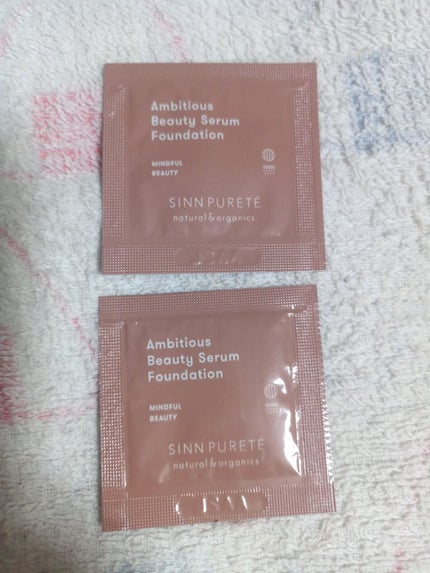 Ambitious
Beauty Serum
Foundation
MINDFUL
BEAUTY
SINN PURETÉ
natural & organics
Ambitious
Beauty Serum
Foundation
MINDFUL
BEAUTY
SINN PURETÉ
natural & organics